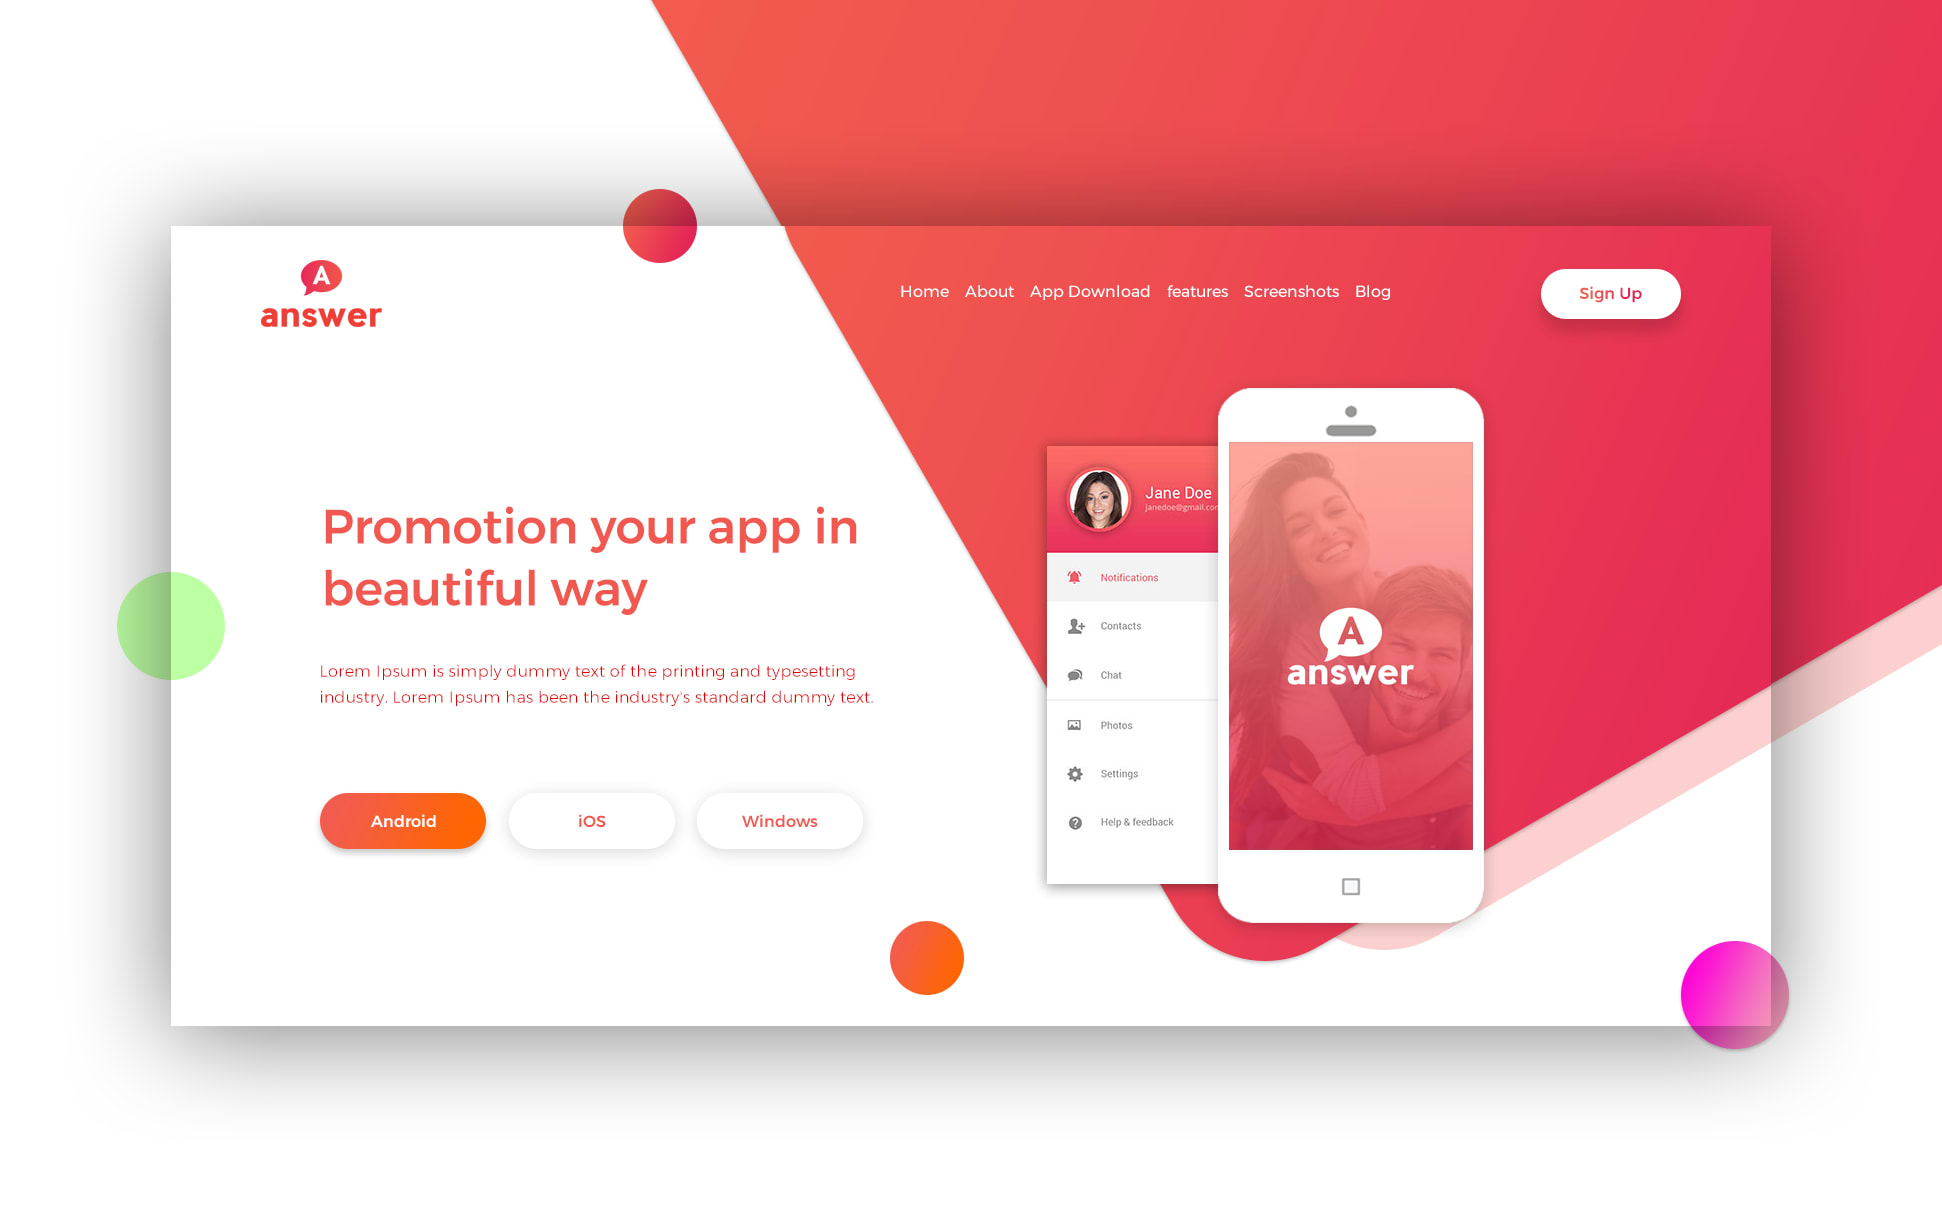 A
answer
Home About App Download features Screenshots Blog
Sign Up
Promotion your app in
beautiful way
Lorem Ipsum is simply dummy text of the printing and typesetting
industry. Lorem Ipsum has been the industry's standard dummy text.
Android iOS Windows
Jane Doe
janedoe@gmail.com
Notifications
Contacts
Chat
Photos
Settings
Help & feedback
A
answer